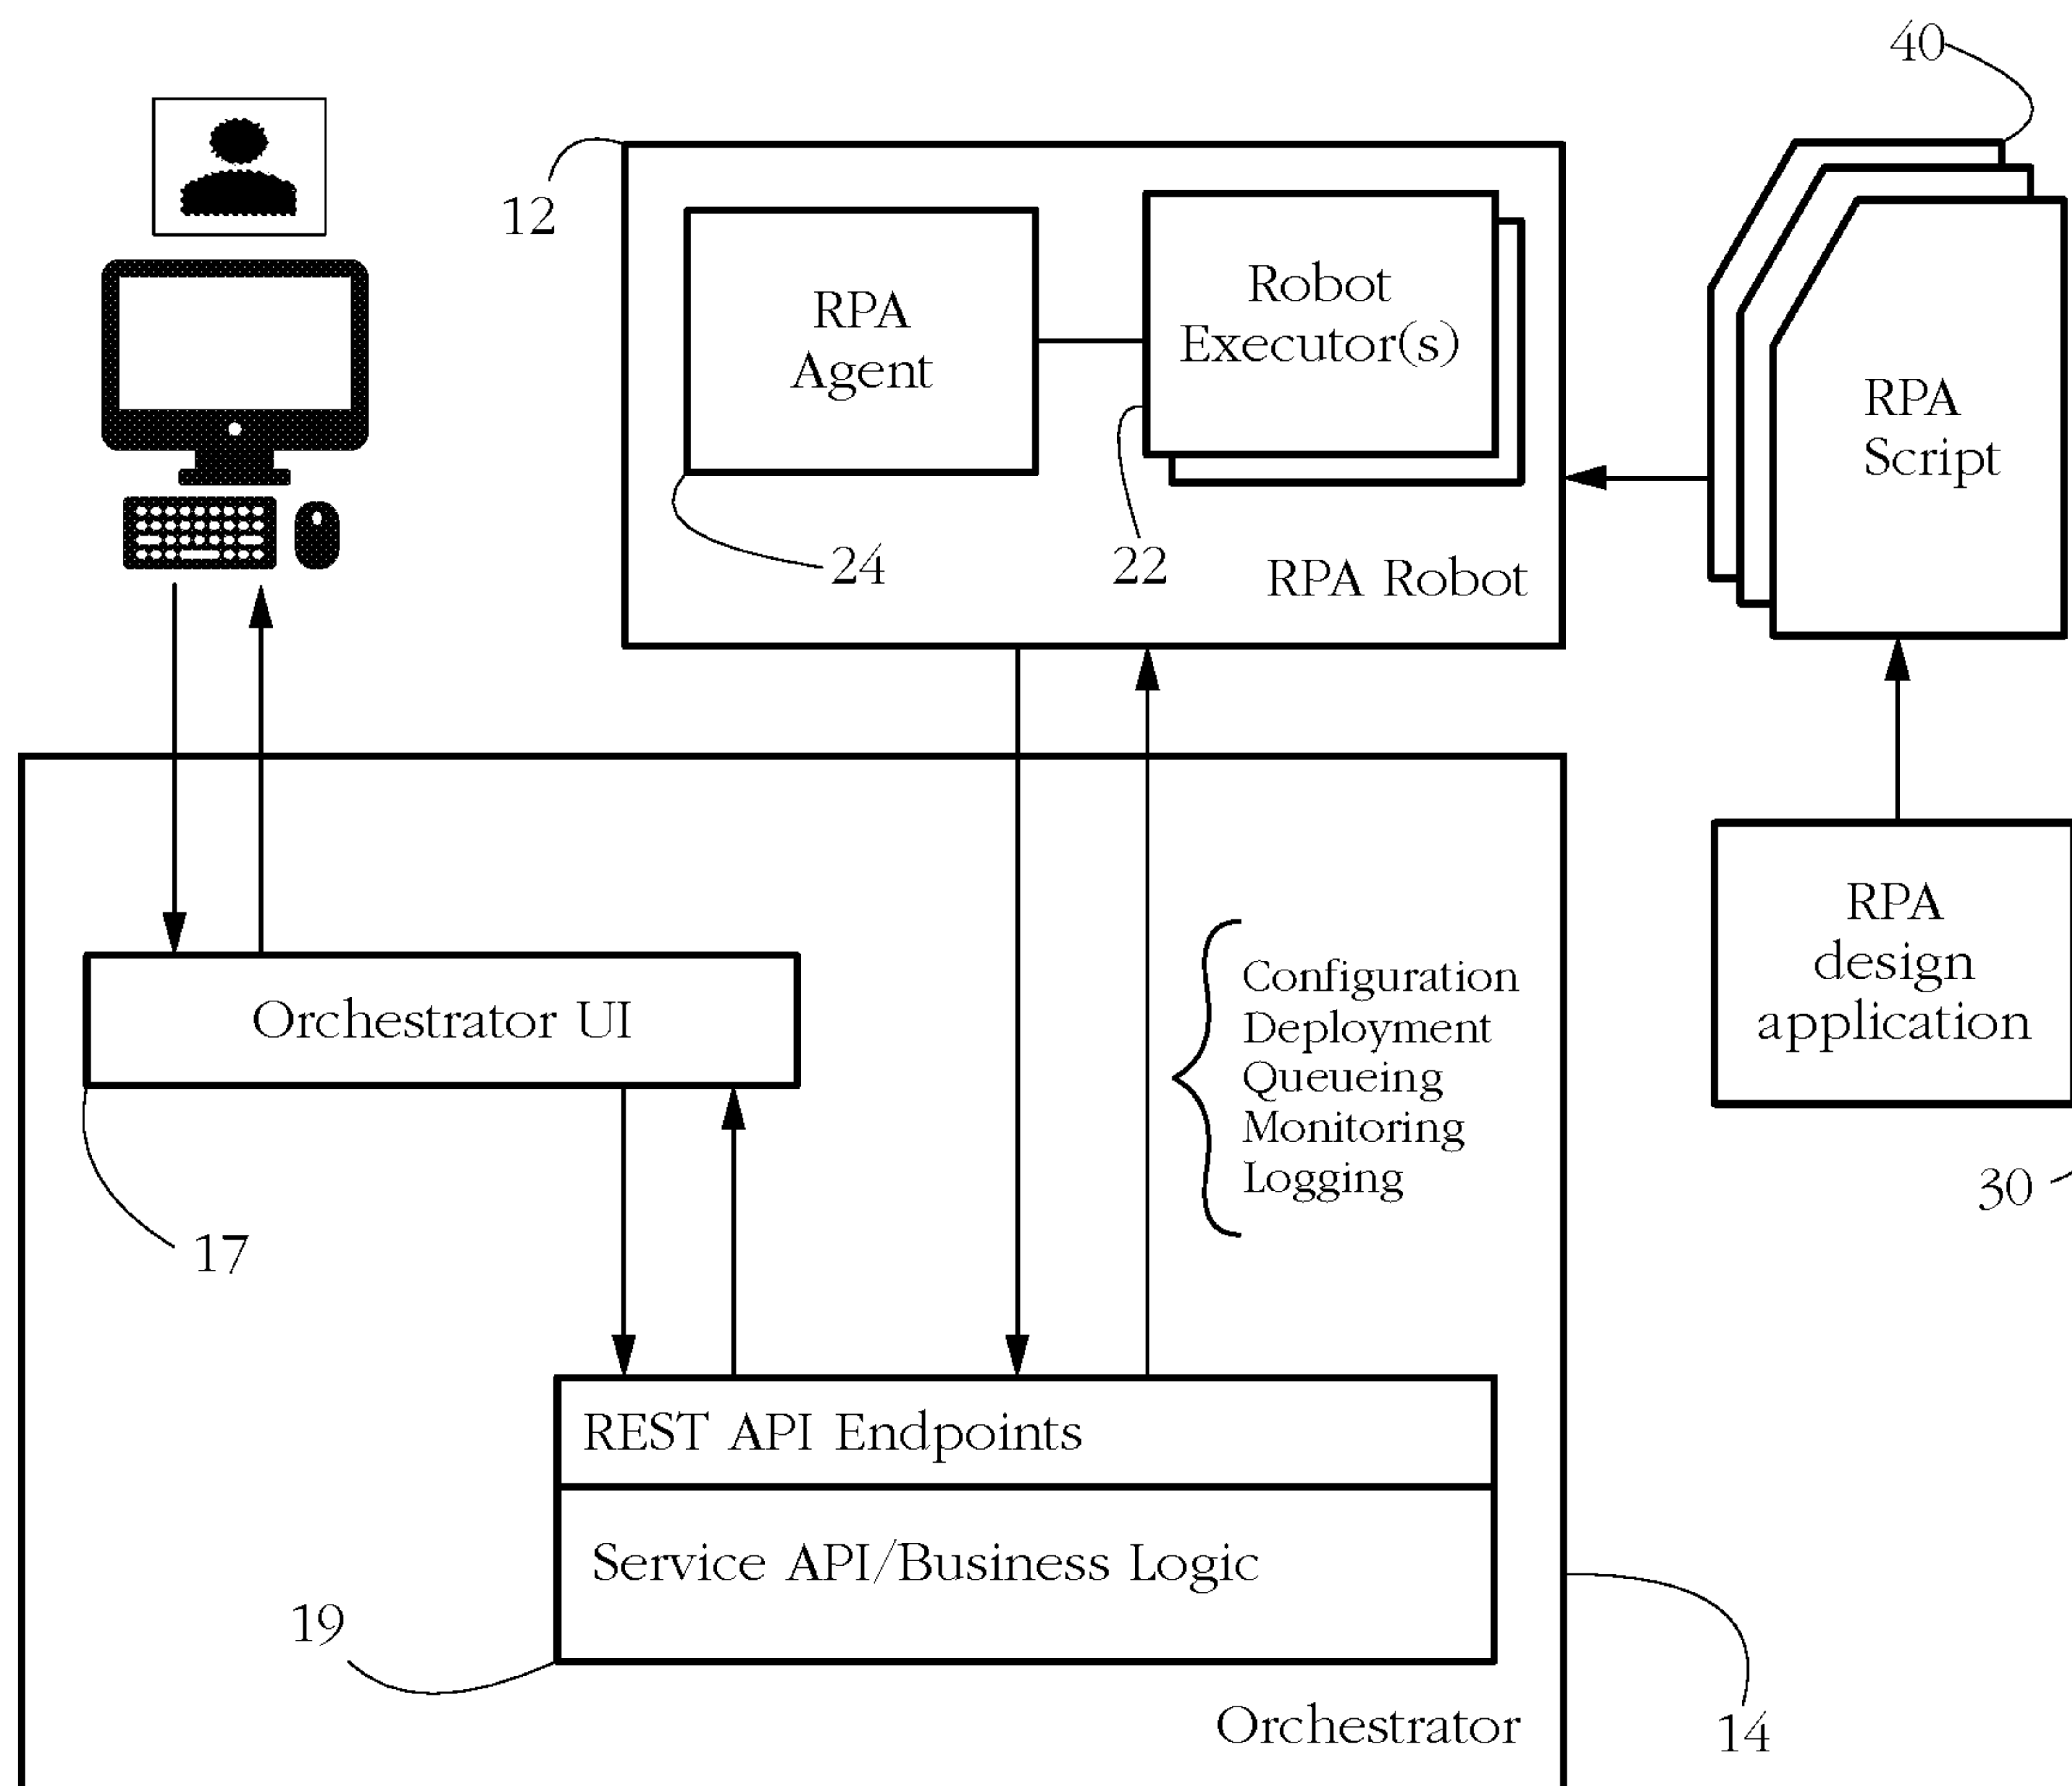 40
12
RPA
Agent
Robot
Executor(s)
24
22
RPA Robot
RPA
Script
RPA
design
application
30
Orchestrator UI
17
Configuration
Deployment
Queueing
Monitoring
Logging
REST API Endpoints
Service API/Business Logic
19
Orchestrator
14